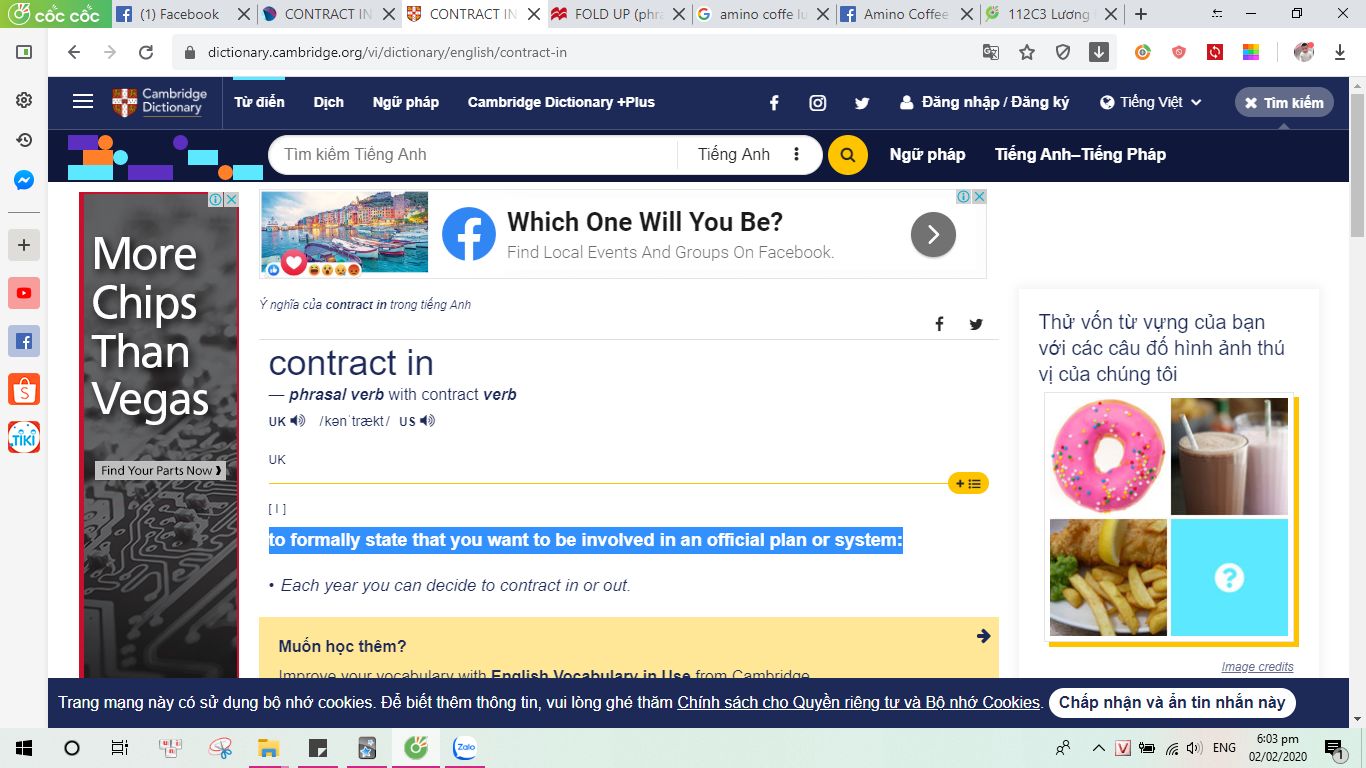 cốc cốc
(1) Facebook
CONTRACT IN
CONTRACT IN
FOLD UP (phra
amino coffe lu
Amino Coffee
112C3 Lương
dictionary.cambridge.org/vi/dictionary/english/contract-in
Cambridge
Dictionary
Từ điển
Dịch
Ngữ pháp
Cambridge Dictionary +Plus
Đăng nhập / Đăng ký
Tiếng Việt
Tìm kiếm
Tìm kiếm Tiếng Anh
Tiếng Anh
Ngữ pháp
Tiếng Anh–Tiếng Pháp
More
Chips
Than
Vegas
Find Your Parts Now
Which One Will You Be?
Find Local Events And Groups On Facebook.
Ý nghĩa của contract in trong tiếng Anh
contract in
— phrasal verb with contract verb
UK /kənˈtrækt/ US
UK
[ I ]
to formally state that you want to be involved in an official plan or system:
• Each year you can decide to contract in or out.
Muốn học thêm?
Improve your vocabulary with English Vocabulary in Use from Cambridge
Thử vốn từ vựng của bạn
với các câu đố hình ảnh thú
vị của chúng tôi
?
Image credits
Trang mạng này có sử dụng bộ nhớ cookies. Để biết thêm thông tin, vui lòng ghé thăm Chính sách cho Quyền riêng tư và Bộ nhớ Cookies.
Chấp nhận và ẩn tin nhắn này
TIKI
Zalo
V
ENG
6:03 pm
02/02/2020
1